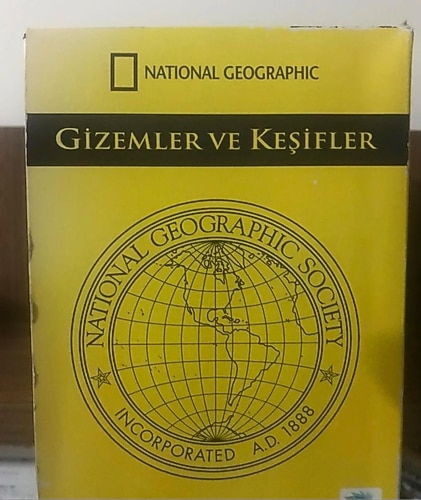 NATIONAL GEOGRAPHIC
GİZEMLER VE KEŞİFLER
NATIONAL GEOGRAPHIC SOCIETY
INCORPORATED A.D. 1888